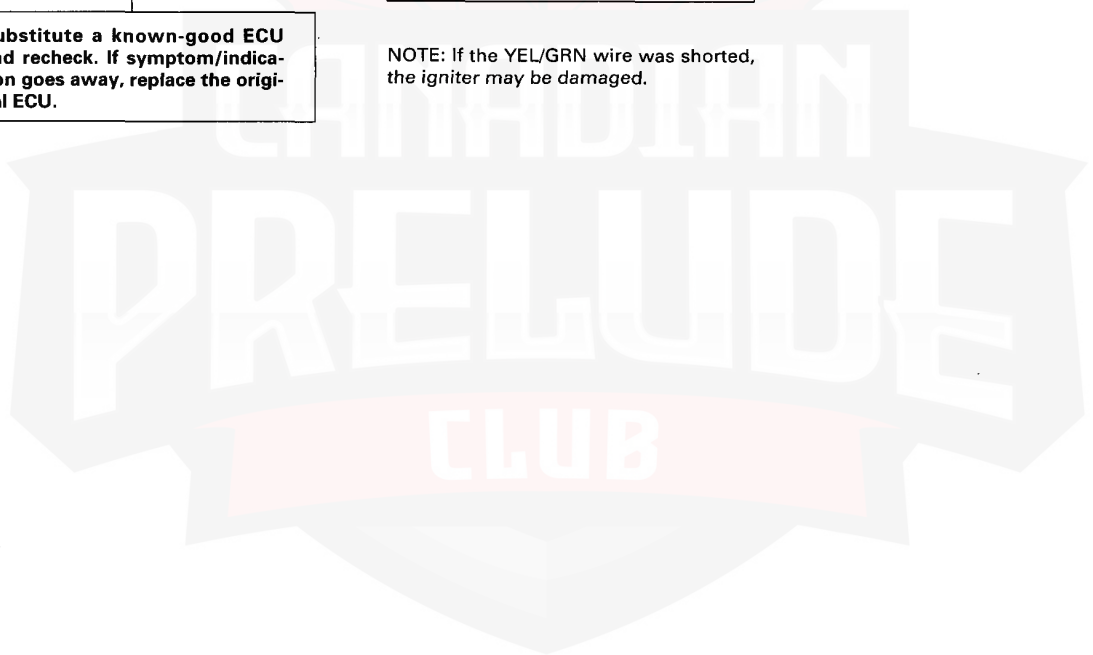 ubstitute a known-good ECU
nd recheck. If symptom/indica-
on goes away, replace the origi-
l ECU.
NOTE: If the YEL/GRN wire was shorted,
the igniter may be damaged.
CANADIAN
PRELUDE
CLUB